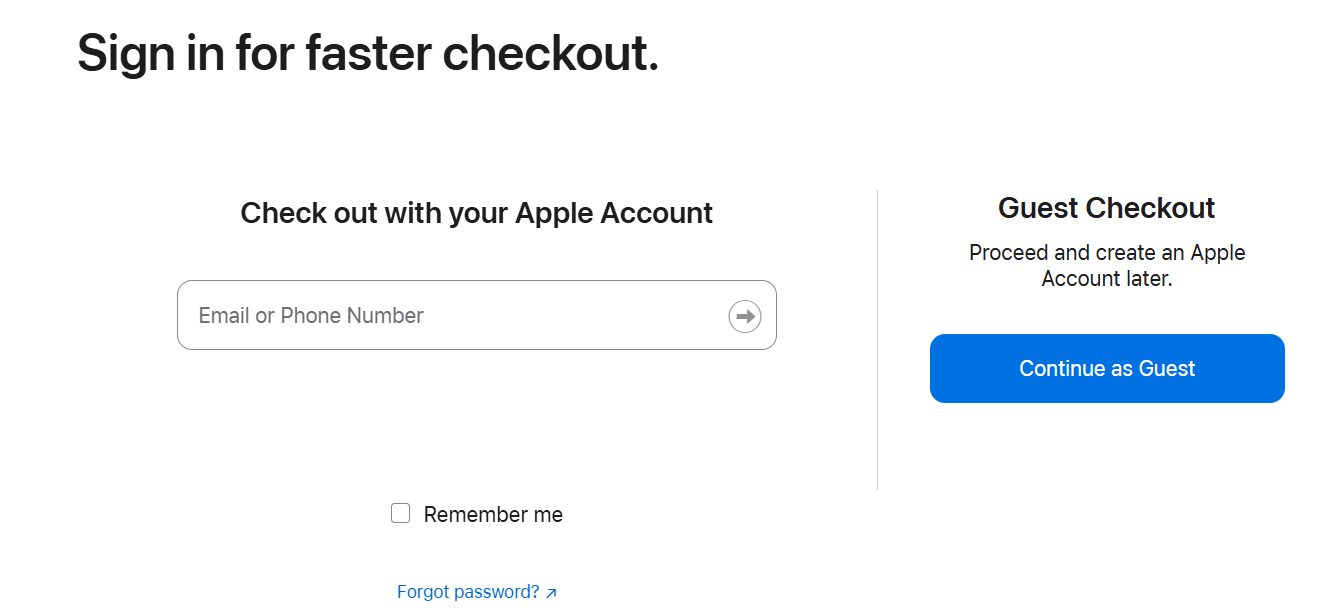 Sign in for faster checkout.
Check out with your Apple Account
Email or Phone Number
Remember me
Forgot password? ↗
Guest Checkout
Proceed and create an Apple
Account later.
Continue as Guest